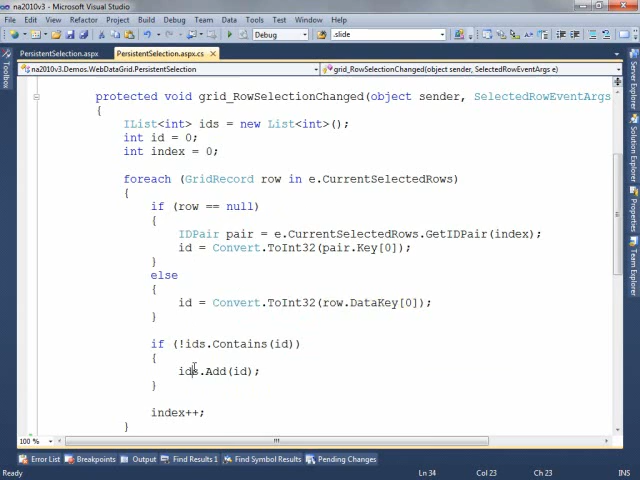 na2010v3 - Microsoft Visual Studio
File Edit View Refactor Project Build Debug Team Data Tools Test Window Help
Debug .slide
PersistentSelection.aspx PersistentSelection.aspx.cs
na2010v3.Demos.WebDataGrid.PersistentSelection grid_RowSelectionChanged(object sender, SelectedRowEventArgs e)
Toolbox
Server Explorer
Solution Explorer
Properties
Team Explorer
protected void grid_RowSelectionChanged(object sender, SelectedRowEventArgs
{
IList<int> ids = new List<int>();
int id = 0;
int index = 0;
foreach (GridRecord row in e.CurrentSelectedRows)
{
if (row == null)
{
IDPair pair = e.CurrentSelectedRows.GetIDPair(index);
id = Convert.ToInt32(pair.Key[0]);
}
else
{
id = Convert.ToInt32(row.DataKey[0]);
}
if (!ids.Contains(id))
{
ids.Add(id);
}
index++;
}
100 %
Error List Breakpoints Output Find Results 1 Find Symbol Results Pending Changes
Ready Ln 34 Col 23 Ch 23 INS